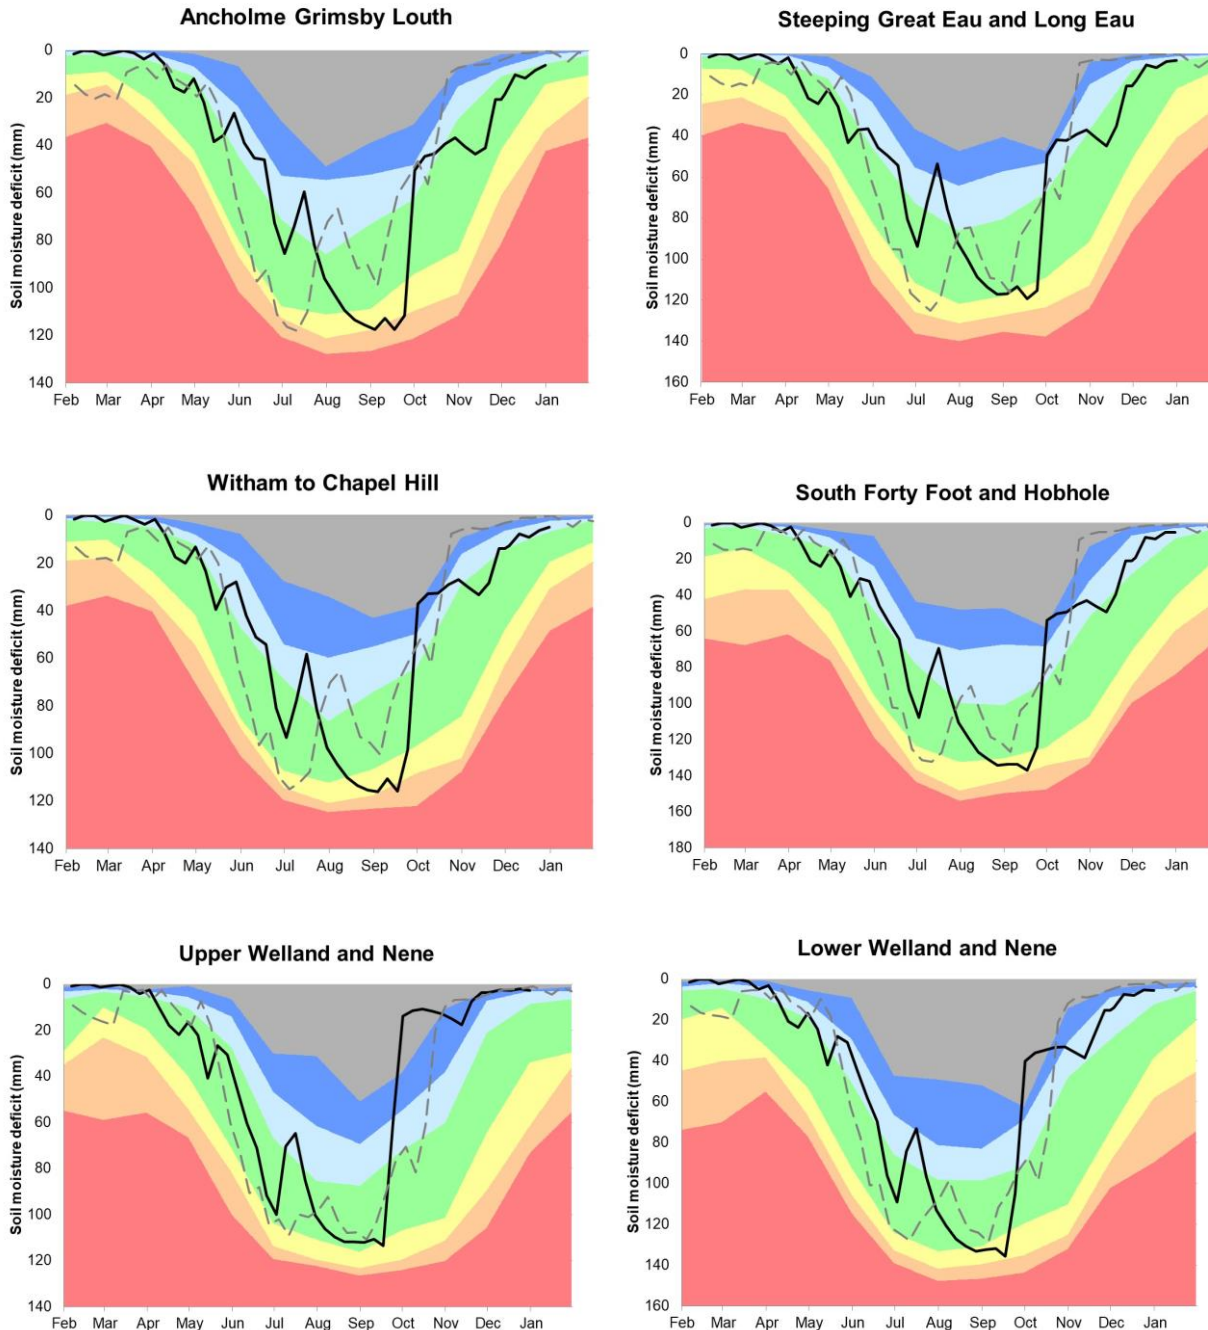 Ancholme Grimsby Louth
Soil moisture deficit (mm)
0
20
40
60
80
100
120
140
Feb Mar Apr May Jun Jul Aug Sep Oct Nov Dec Jan
Steeping Great Eau and Long Eau
Soil moisture deficit (mm)
0
20
40
60
80
100
120
140
160
Feb Mar Apr May Jun Jul Aug Sep Oct Nov Dec Jan
Witham to Chapel Hill
Soil moisture deficit (mm)
0
20
40
60
80
100
120
140
Feb Mar Apr May Jun Jul Aug Sep Oct Nov Dec Jan
South Forty Foot and Hobhole
Soil moisture deficit (mm)
0
20
40
60
80
100
120
140
160
180
Feb Mar Apr May Jun Jul Aug Sep Oct Nov Dec Jan
Upper Welland and Nene
Soil moisture deficit (mm)
0
20
40
60
80
100
120
140
Feb Mar Apr May Jun Jul Aug Sep Oct Nov Dec Jan
Lower Welland and Nene
Soil moisture deficit (mm)
0
20
40
60
80
100
120
140
160
Feb Mar Apr May Jun Jul Aug Sep Oct Nov Dec Jan